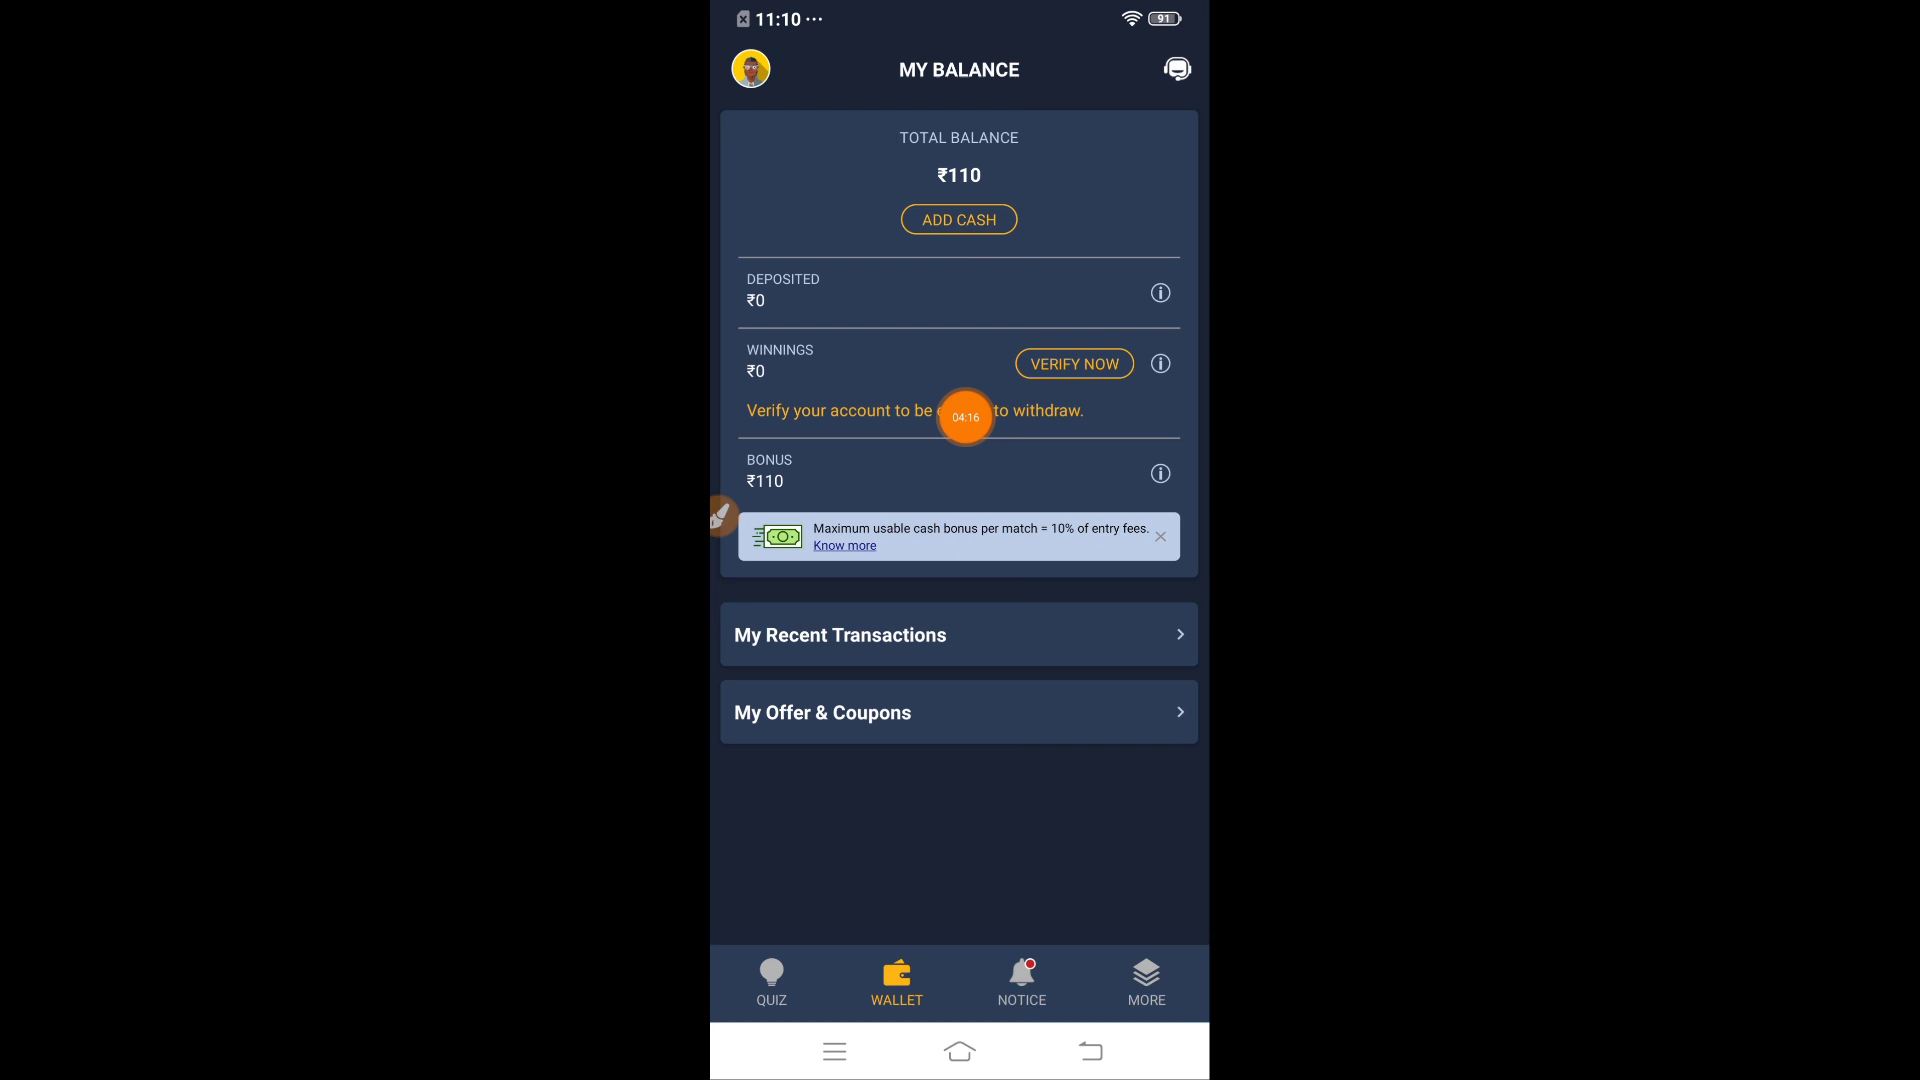 11:10 ...
91
MY BALANCE
TOTAL BALANCE
₹110
ADD CASH
DEPOSITED
₹0
WINNINGS
₹0
VERIFY NOW
Verify your account to be to withdraw.
04:16
BONUS
₹110
Maximum usable cash bonus per match = 10% of entry fees.
Know more
My Recent Transactions
My Offer & Coupons
QUIZ
WALLET
NOTICE
MORE